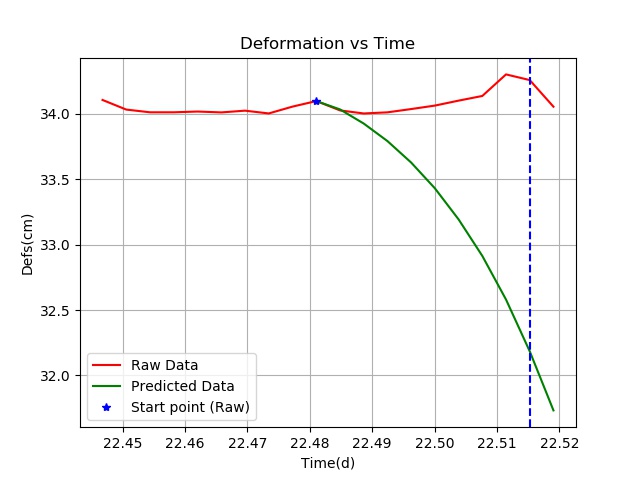 Deformation vs Time
Defs(cm)
34.0
33.5
33.0
32.5
32.0
Raw Data
Predicted Data
Start point (Raw)
22.45 22.46 22.47 22.48 22.49 22.50 22.51 22.52
Time(d)